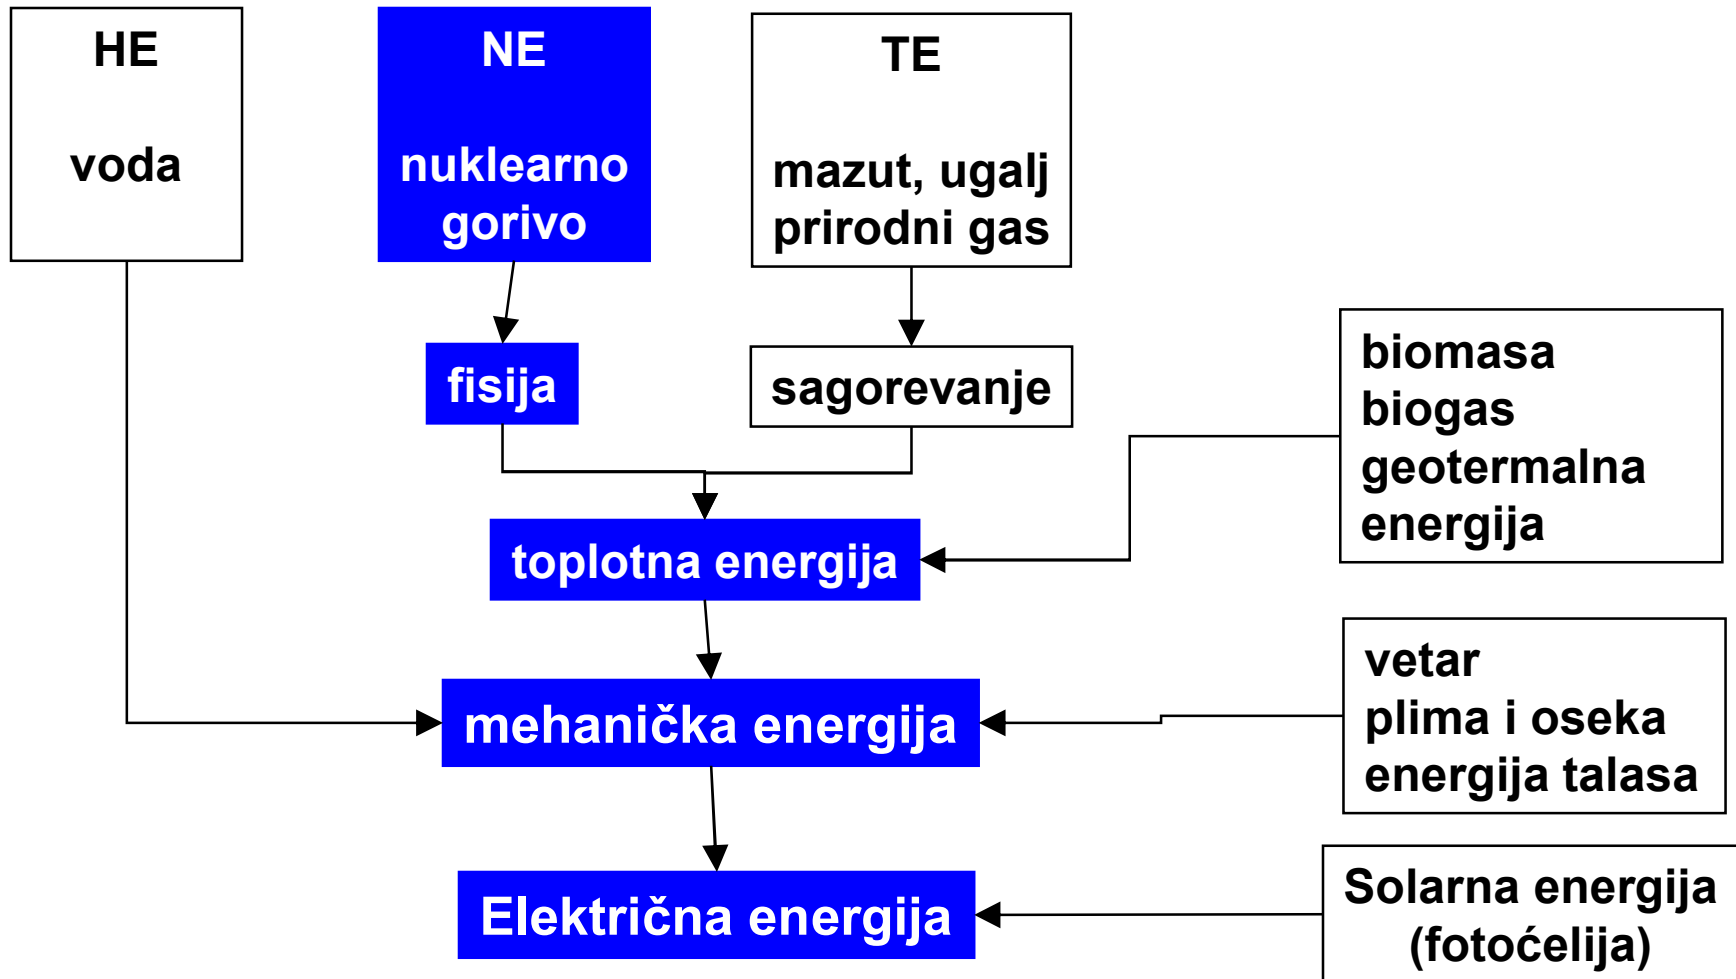 HE
voda
NE
nuklearno
gorivo
TE
mazut, ugalj
prirodni gas
fisija
sagorevanje
biomasa
biogas
geotermalna
energija
toplotna energija
vetar
plima i oseka
energija talasa
mehanička energija
Električna energija
Solarna energija
(fotoćelija)